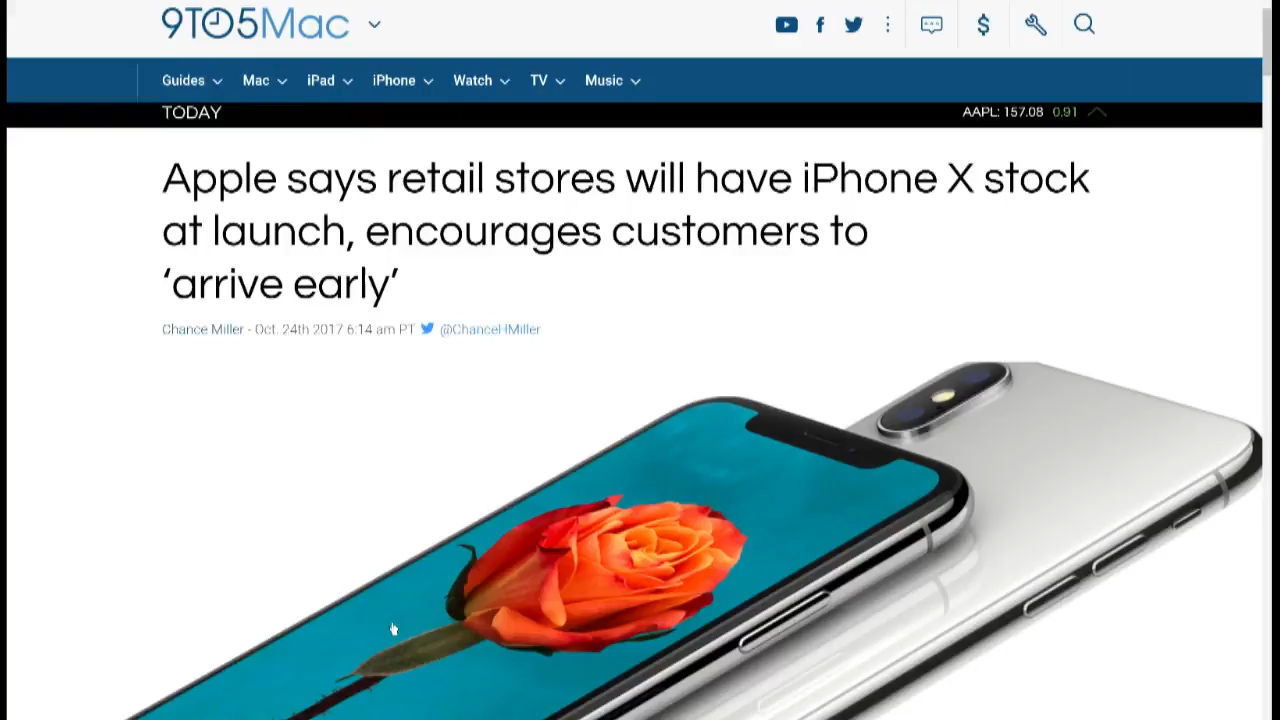 9TO5Mac
Guides Mac iPad iPhone Watch TV Music
TODAY
AAPL: 157.08 0.91
Apple says retail stores will have iPhone X stock
at launch, encourages customers to
‘arrive early’
Chance Miller - Oct. 24th 2017 6:14 am PT @ChanceHMiller